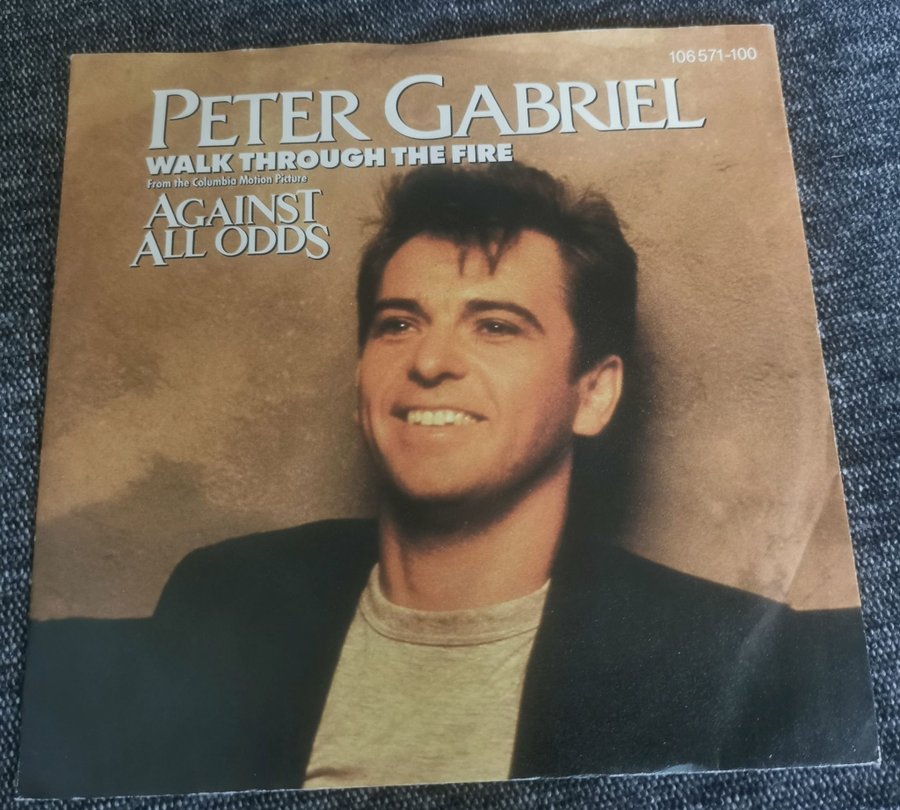 106 571-100
PETER GABRIEL
WALK THROUGH THE FIRE
From the Columbia Motion Picture
AGAINST
ALL ODDS